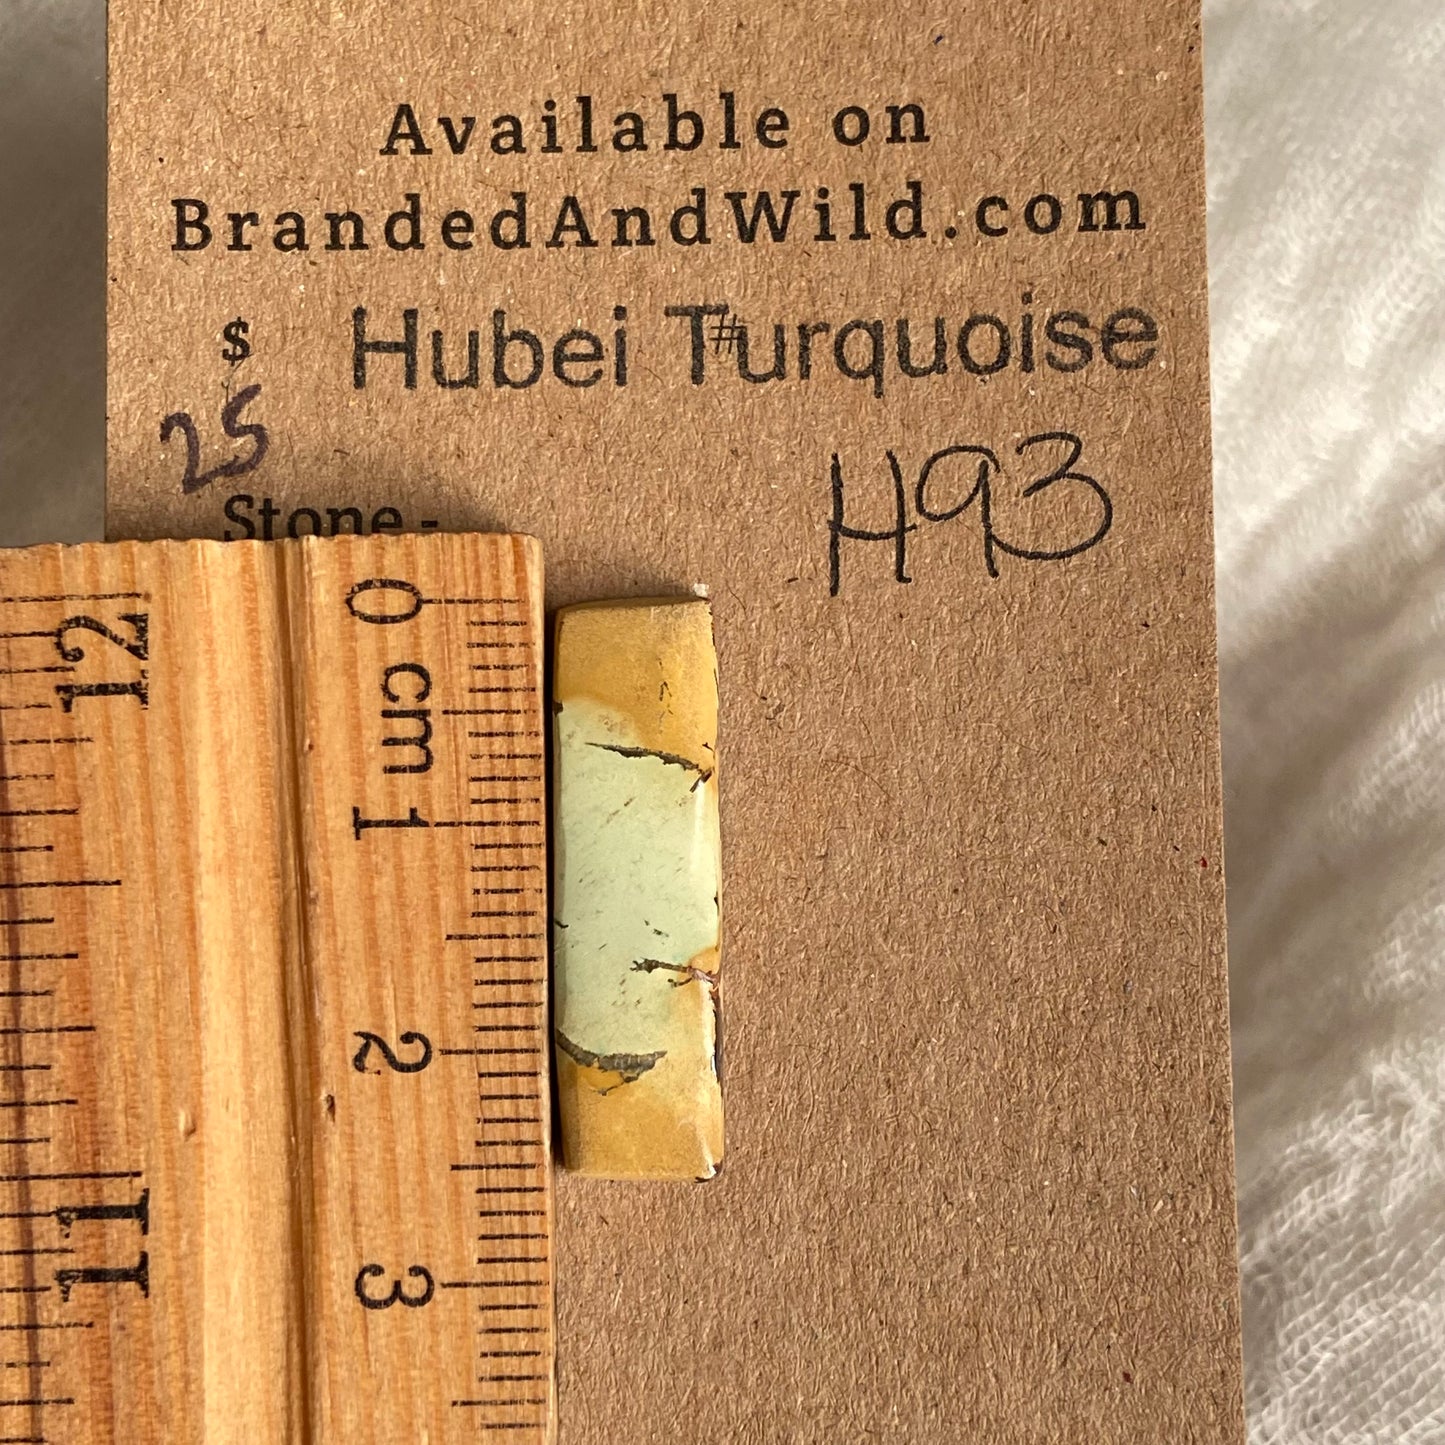 Available on
BrandedAndWild.com
$ Hubei Turquoise #
25
H93
Stone -
0 cm 1 2 3
12 11